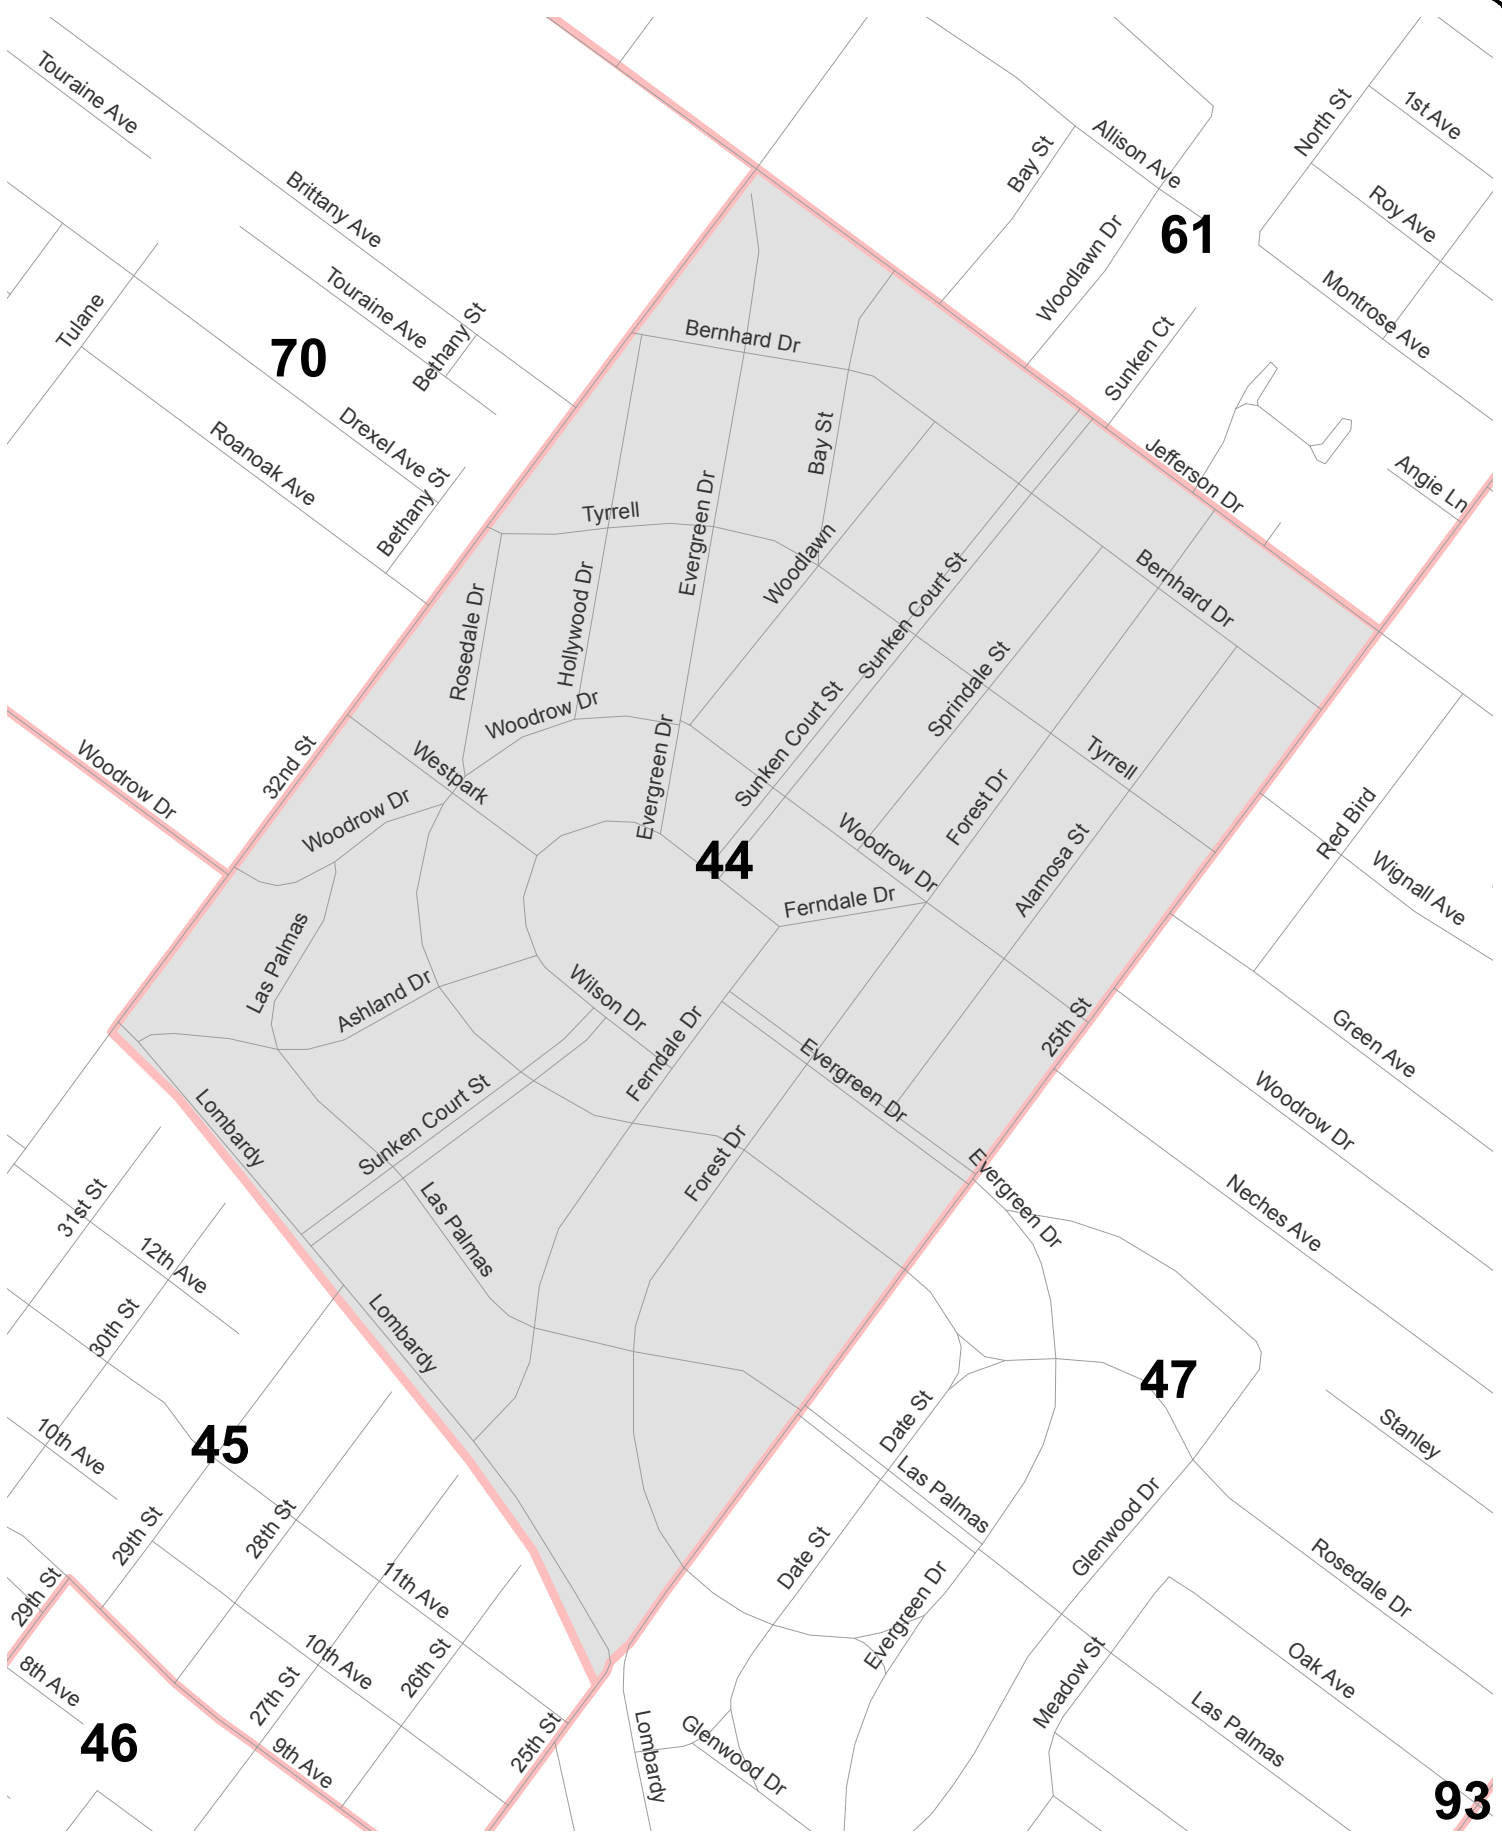 Touraine Ave
Brittany Ave
Touraine Ave
Bethany St
Tulane
70
Drexel Ave
Roanoak Ave
Bethany St
Bay St
Allison Ave
North St
1st Ave
Roy Ave
61
Woodlawn Dr
Montrose Ave
Sunken Ct
Jefferson Dr
Angie Ln
Bernhard Dr
Bay St
Tyrrell
Evergreen Dr
Woodlawn
Hollywood Dr
Rosedale Dr
Sunken Court St
Bernhard Dr
Sprindale St
Woodrow Dr
Westpark
Evergreen Dr
Sunken Court St
Tyrrell
Woodrow Dr
32nd St
Woodrow Dr
Forest Dr
44
Woodrow Dr
Alamosa St
Red Bird
Wignall Ave
Ferndale Dr
Las Palmas
Ashland Dr
Wilson Dr
Ferndale Dr
Evergreen Dr
25th St
Green Ave
Woodrow Dr
Lombardy
Sunken Court St
Forest Dr
Evergreen Dr
Neches Ave
31st St
12th Ave
Las Palmas
30th St
Lombardy
47
Date St
Stanley
45
10th Ave
Las Palmas
Glenwood Dr
29th St
28th St
Date St
11th Ave
Evergreen Dr
Rosedale Dr
29th St
8th Ave
10th Ave
26th St
27th St
Meadow St
Oak Ave
Las Palmas
46
9th Ave
25th St
Lombardy
Glenwood Dr
93